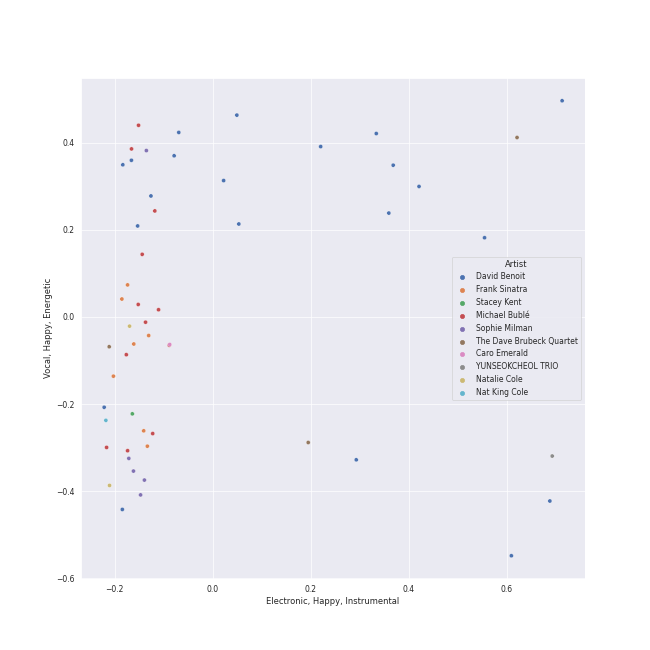 Vocal, Happy, Energetic
0.4
0.2
0.0
−0.2
−0.4
−0.6
Artist
David Benoit
Frank Sinatra
Stacey Kent
Michael Bublé
Sophie Milman
The Dave Brubeck Quartet
Caro Emerald
YUNSEOKCHEOL TRIO
Natalie Cole
Nat King Cole
−0.2 0.0 0.2 0.4 0.6
Electronic, Happy, Instrumental